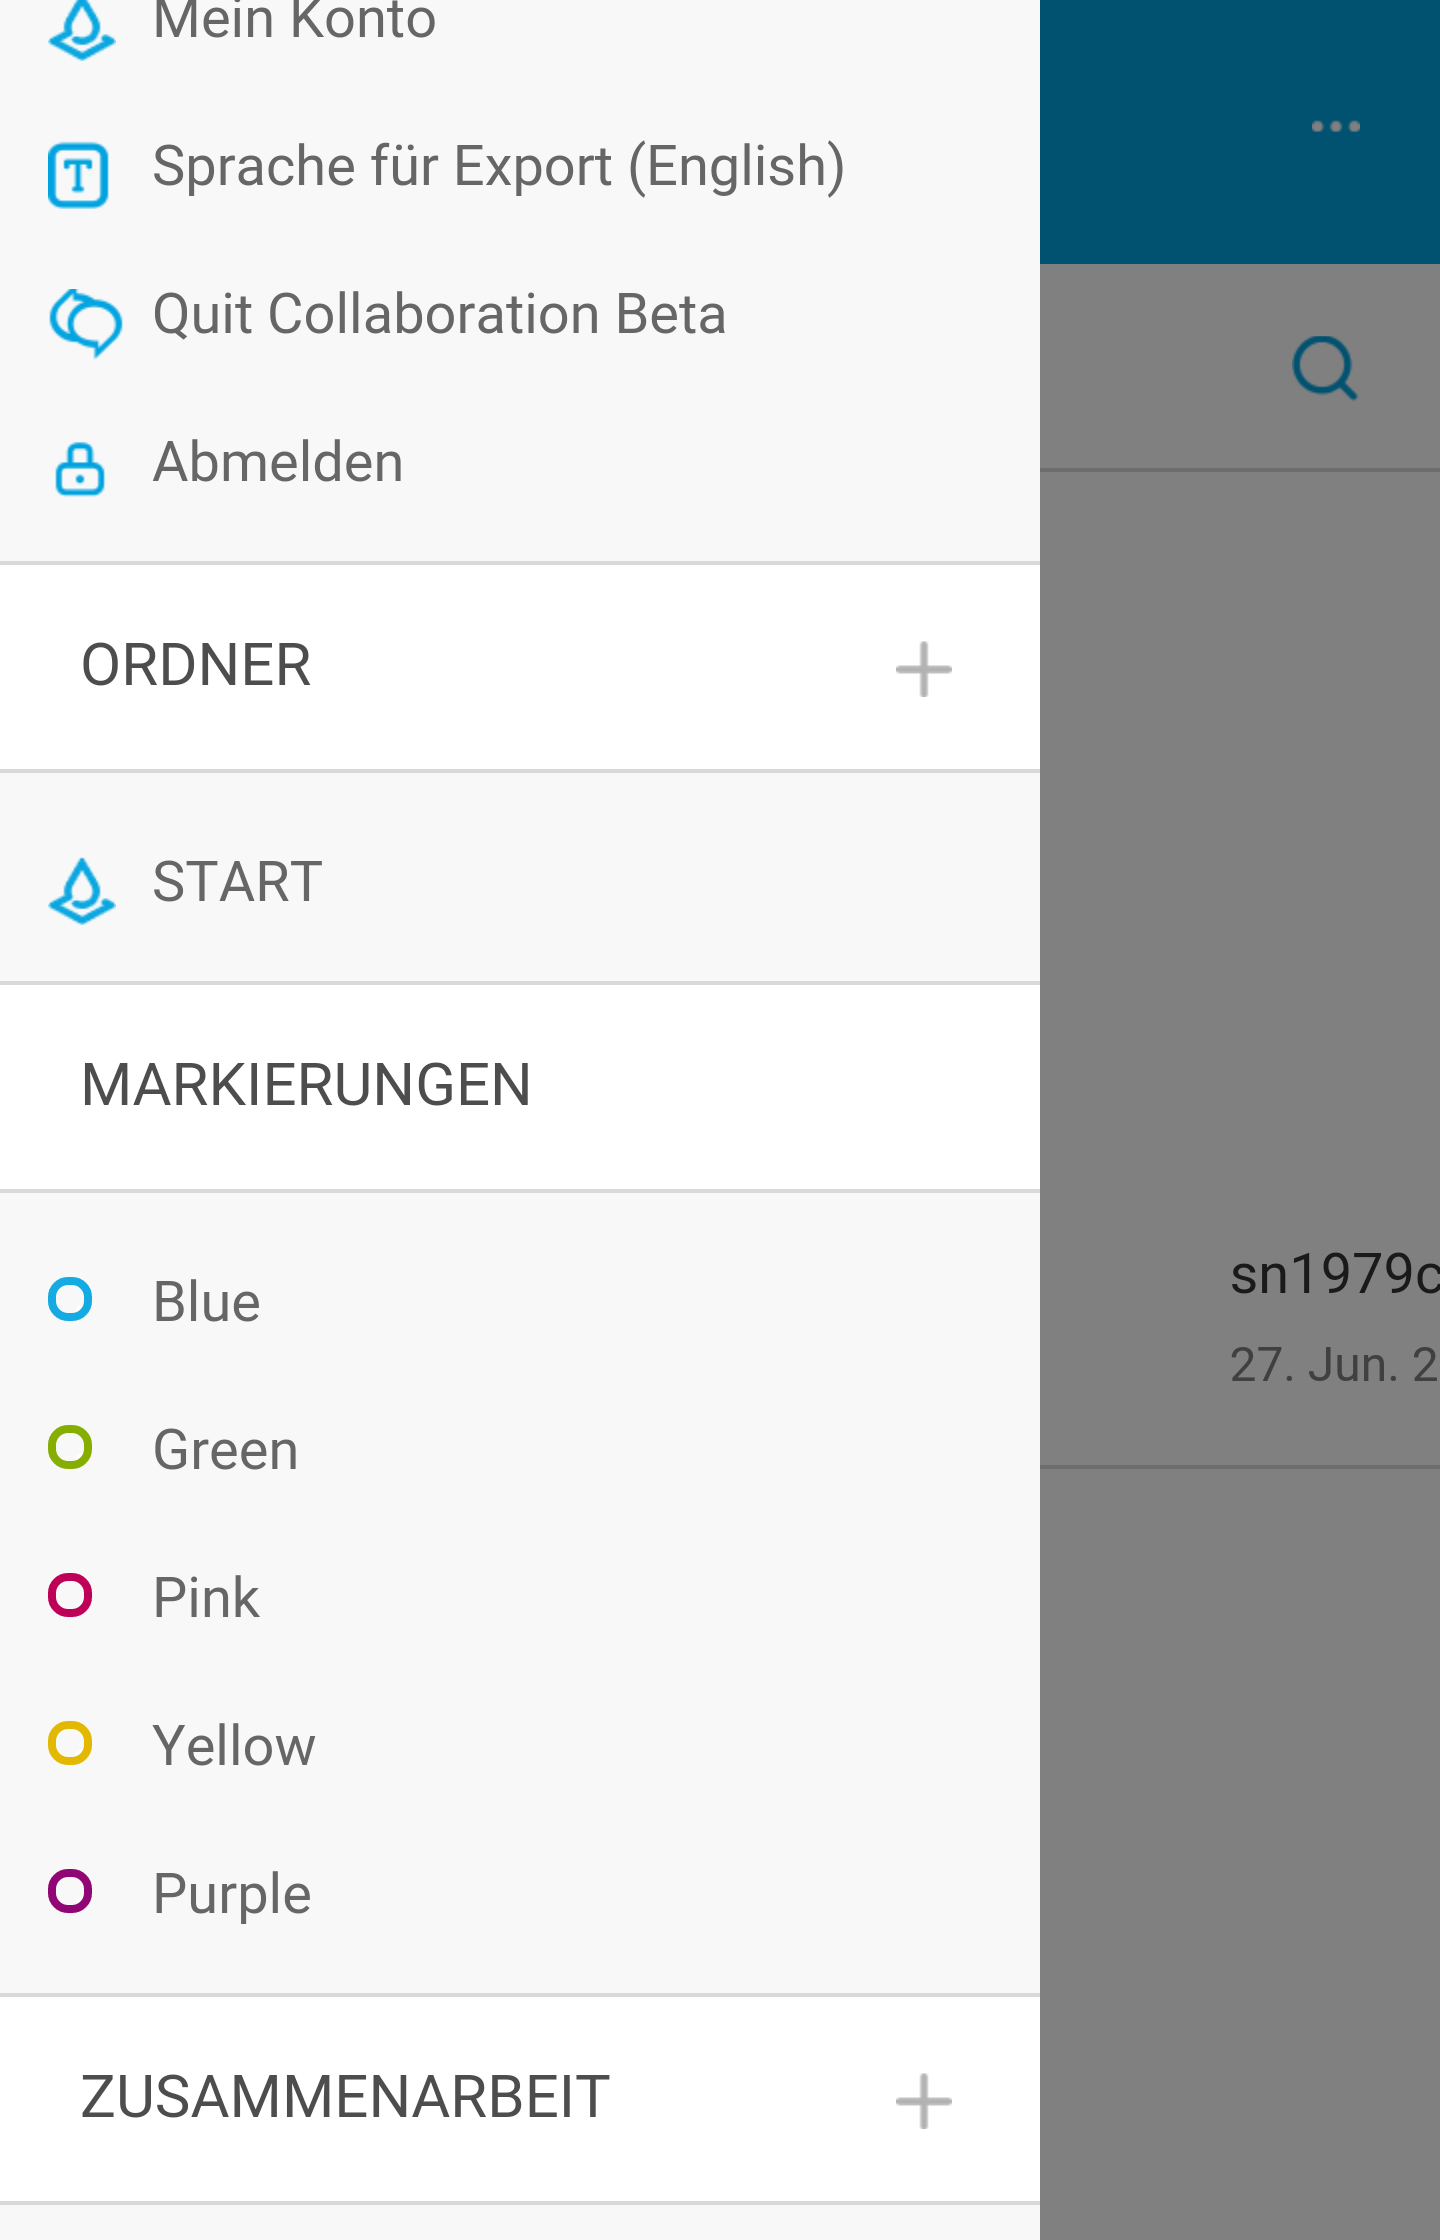 Mein Konto
Sprache für Export (English)
Quit Collaboration Beta
Abmelden
ORDNER
START
MARKIERUNGEN
Blue
Green
Pink
Yellow
Purple
ZUSAMMENARBEIT
sn1979c
27. Jun. 2